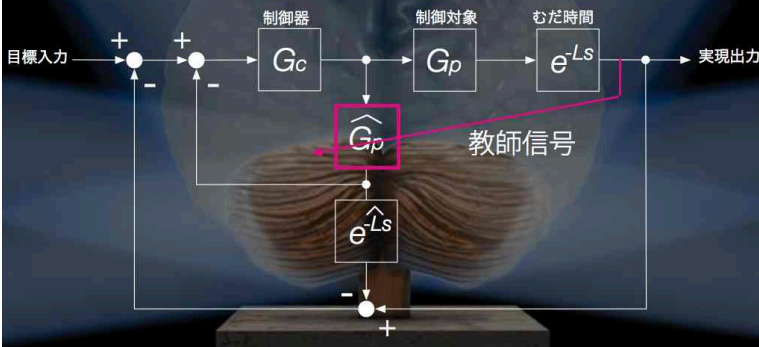 制御器
制御対象
むだ時間
目標入力
+
−
+
−
Gc
Gp
e-Ls
実現出力
Ĝp
教師信号
e-L̂s
−
+